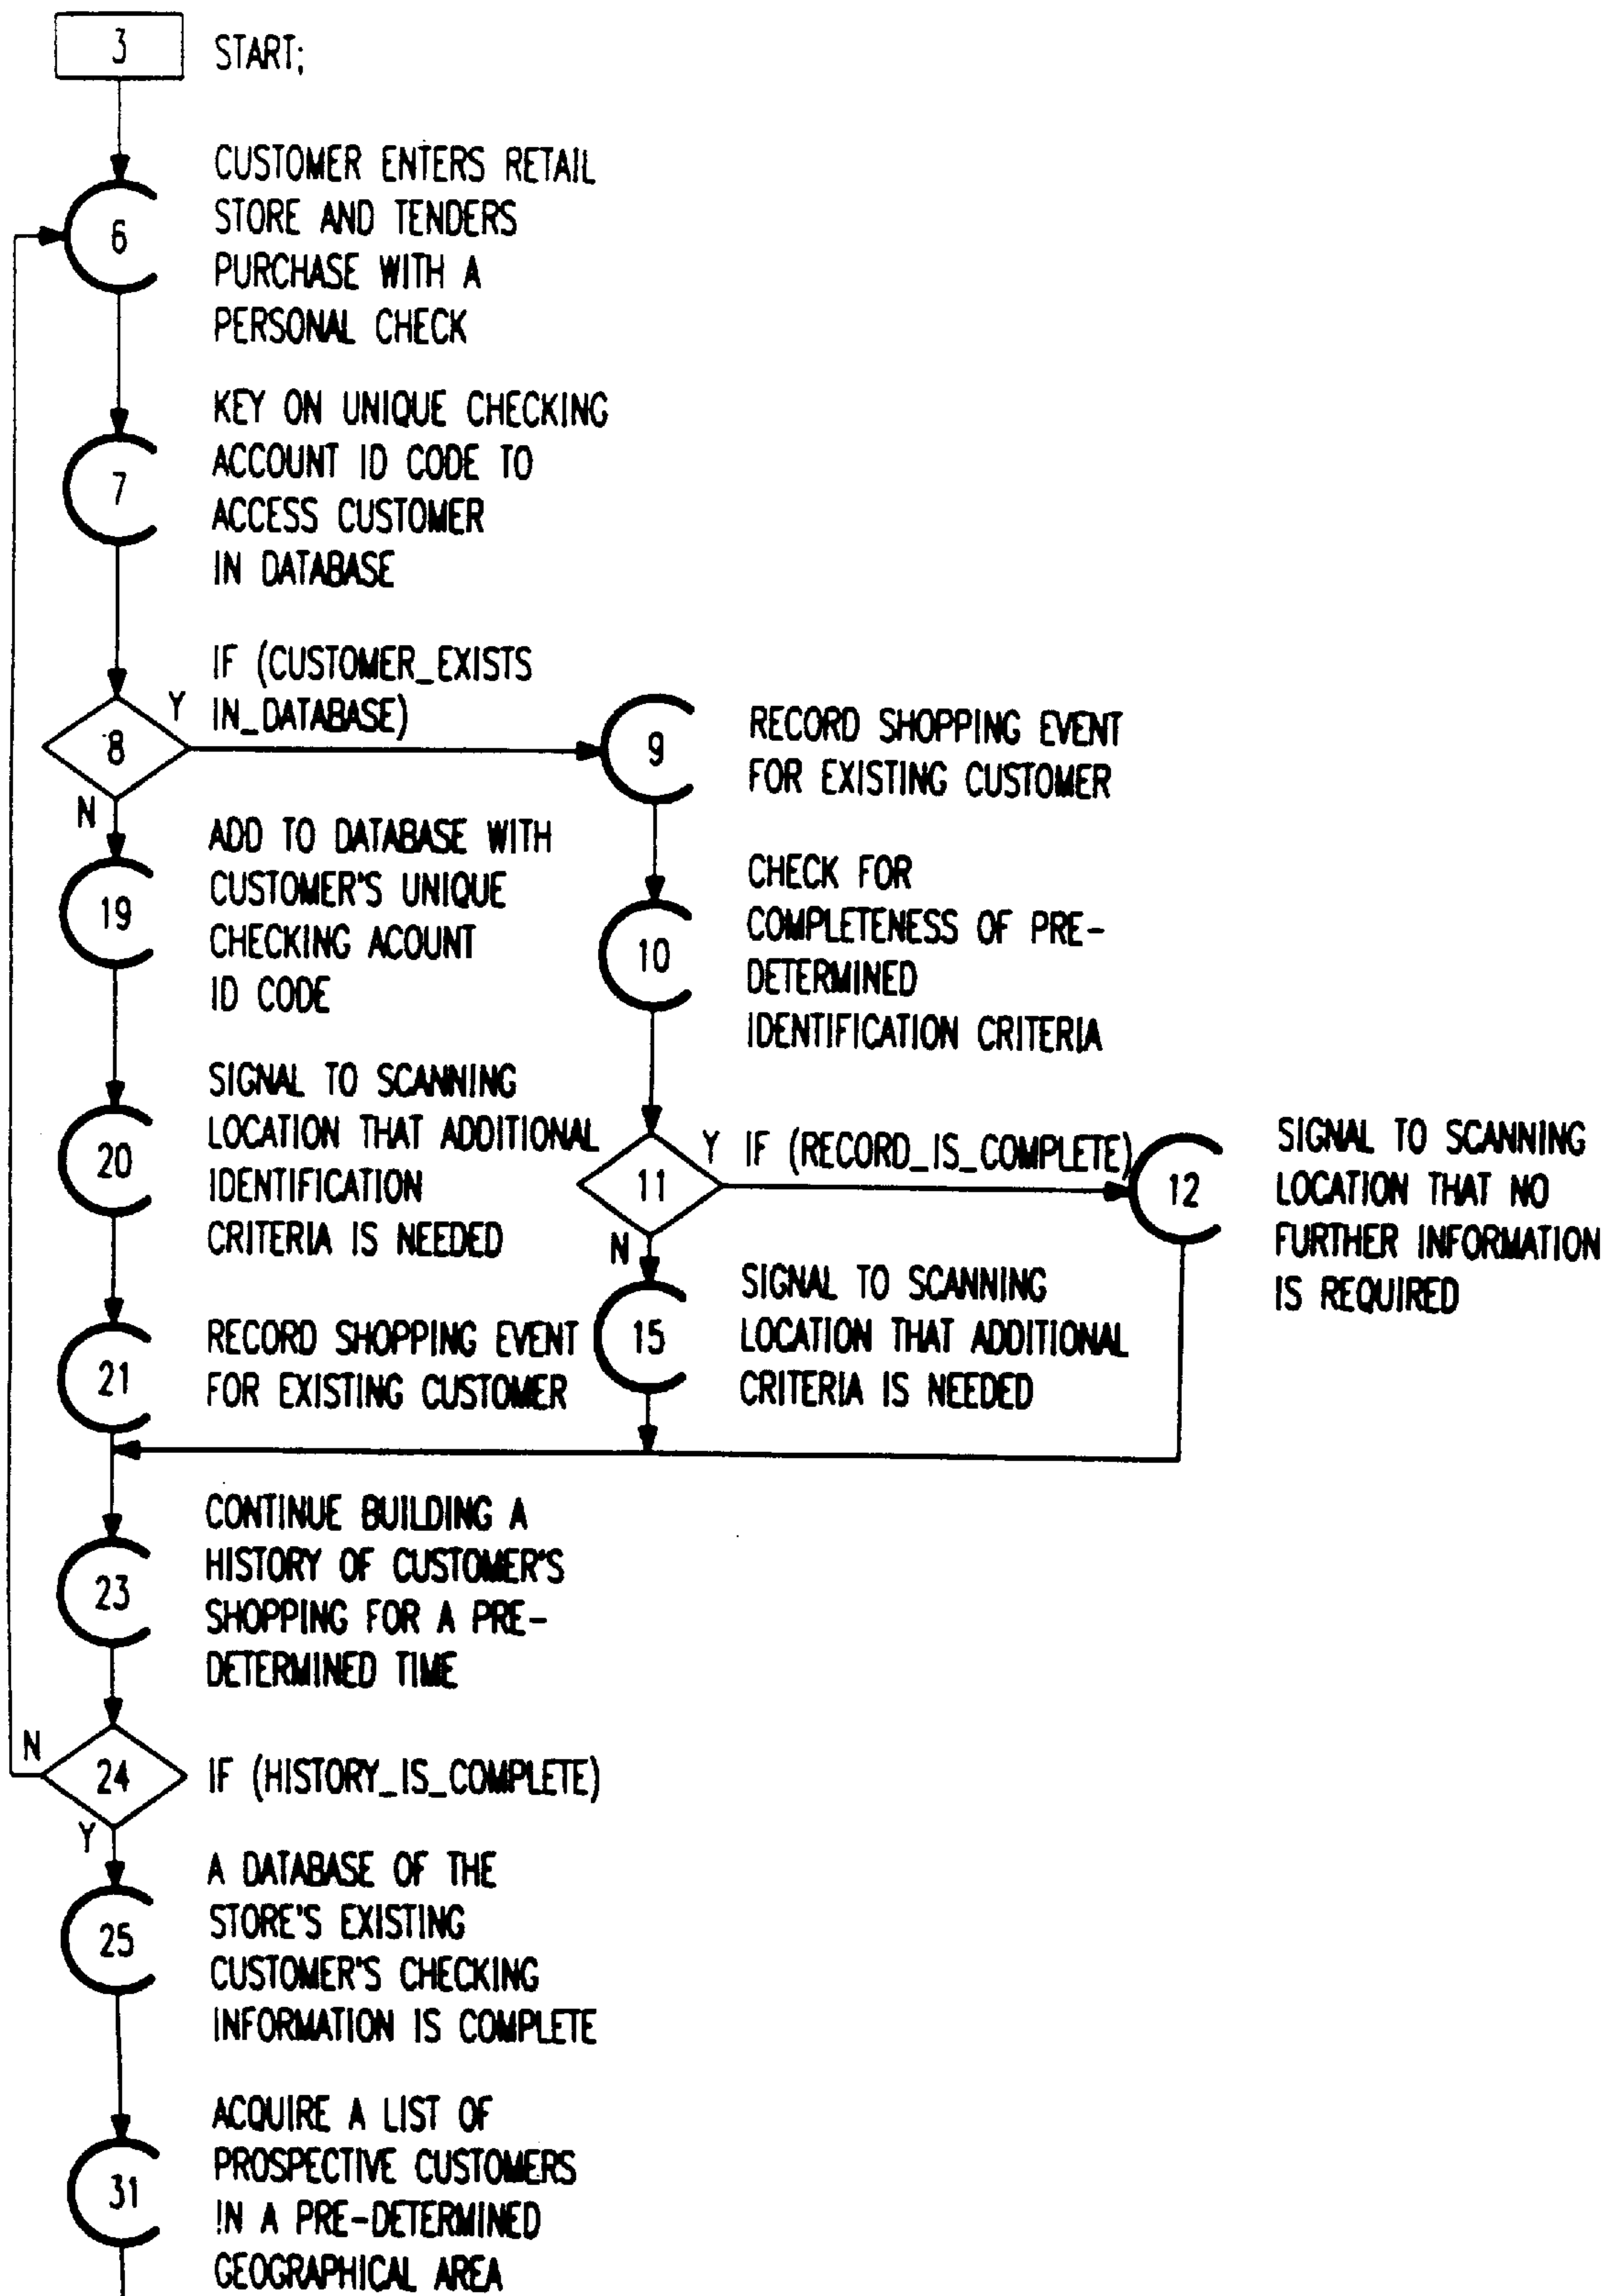 3 START;
CUSTOMER ENTERS RETAIL
STORE AND TENDERS
PURCHASE WITH A
PERSONAL CHECK
6
KEY ON UNIQUE CHECKING
ACCOUNT ID CODE TO
ACCESS CUSTOMER
IN DATABASE
7
IF (CUSTOMER_EXISTS
IN_DATABASE)
Y
8
N
9
RECORD SHOPPING EVENT
FOR EXISTING CUSTOMER
ADD TO DATABASE WITH
CUSTOMER'S UNIQUE
CHECKING ACOUNT
ID CODE
19
CHECK FOR
COMPLETENESS OF PRE-
DETERMINED
IDENTIFICATION CRITERIA
10
SIGNAL TO SCANNING
LOCATION THAT ADDITIONAL
IDENTIFICATION
CRITERIA IS NEEDED
20
Y IF (RECORD_IS_COMPLETE)
11
N
12
SIGNAL TO SCANNING
LOCATION THAT NO
FURTHER INFORMATION
IS REQUIRED
RECORD SHOPPING EVENT
FOR EXISTING CUSTOMER
21
15
SIGNAL TO SCANNING
LOCATION THAT ADDITIONAL
CRITERIA IS NEEDED
CONTINUE BUILDING A
HISTORY OF CUSTOMER'S
SHOPPING FOR A PRE-
DETERMINED TIME
23
N
24
Y
IF (HISTORY_IS_COMPLETE)
A DATABASE OF THE
STORE'S EXISTING
CUSTOMER'S CHECKING
INFORMATION IS COMPLETE
25
ACQUIRE A LIST OF
PROSPECTIVE CUSTOMERS
IN A PRE-DETERMINED
GEOGRAPHICAL AREA
31